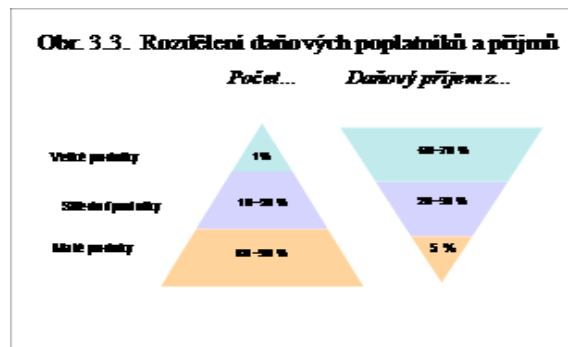 Obr. 3.3. Rozdělení daňových poplatníků a příjmů
Počet... Daňový příjem z...
Velké podniky 1% 60–70 %
Střední podniky 10–20 % 20–30 %
Malé podniky 5 %